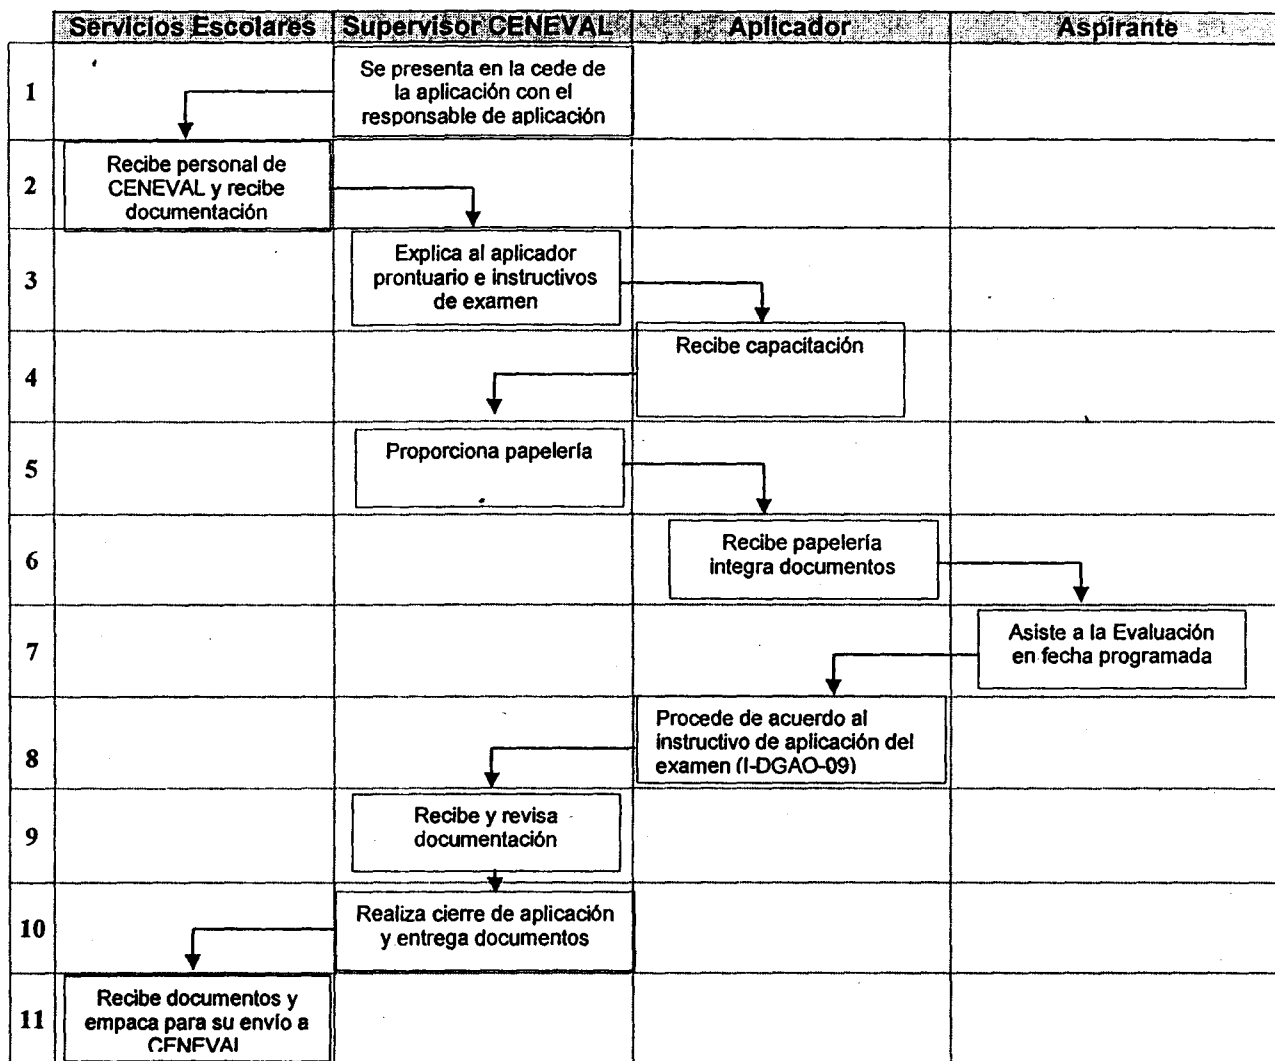 Servicios Escolares Supervisor CENEVAL Aplicador Aspirante
1
Se presenta en la cede de
la aplicación con el
responsable de aplicación
2
Recibe personal de
CENEVAL y recibe
documentación
3
Explica al aplicador
prontuario e instructivos
de examen
4
Recibe capacitación
5
Proporciona papelería
6
Recibe papelería
integra documentos
7
Asiste a la Evaluación
en fecha programada
8
Procede de acuerdo al
instructivo de aplicación del
examen (I-DGAO-09)
9
Recibe y revisa
documentación
10
Realiza cierre de aplicación
y entrega documentos
11
Recibe documentos y
empaca para su envío a
CENEVAL